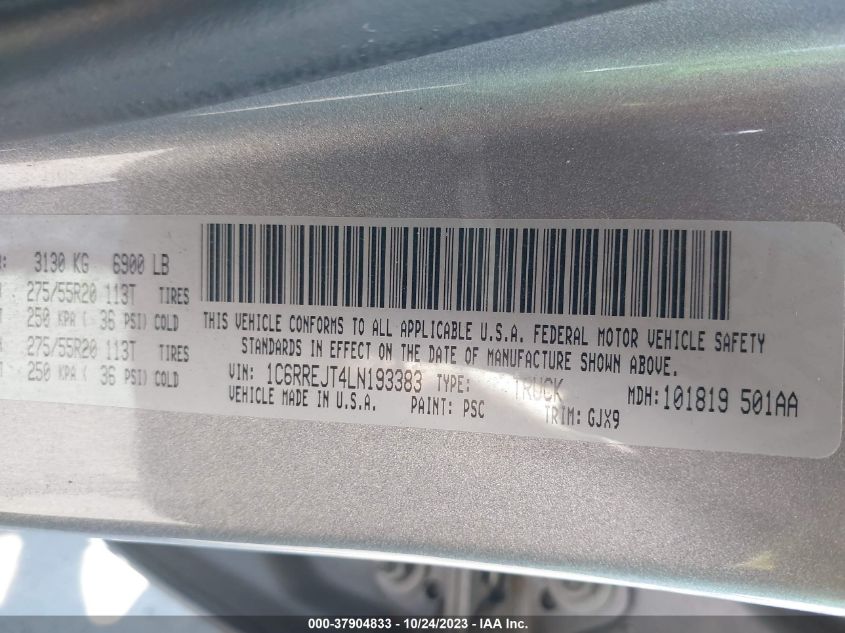 3130 KG 6900 LB
275/55R20 113T TIRES
250 KPA ( 36 PSI) COLD
275/55R20 113T TIRES
250 KPA ( 36 PSI) COLD
THIS VEHICLE CONFORMS TO ALL APPLICABLE U.S.A. FEDERAL MOTOR VEHICLE SAFETY
STANDARDS IN EFFECT ON THE DATE OF MANUFACTURE SHOWN ABOVE.
VIN: 1C6RREJT4LN193383 TYPE: TRUCK MDH: 101819 501AA
VEHICLE MADE IN U.S.A. PAINT: PSC TRIM: GJX9
000-37904833 - 10/24/2023 - IAA Inc.